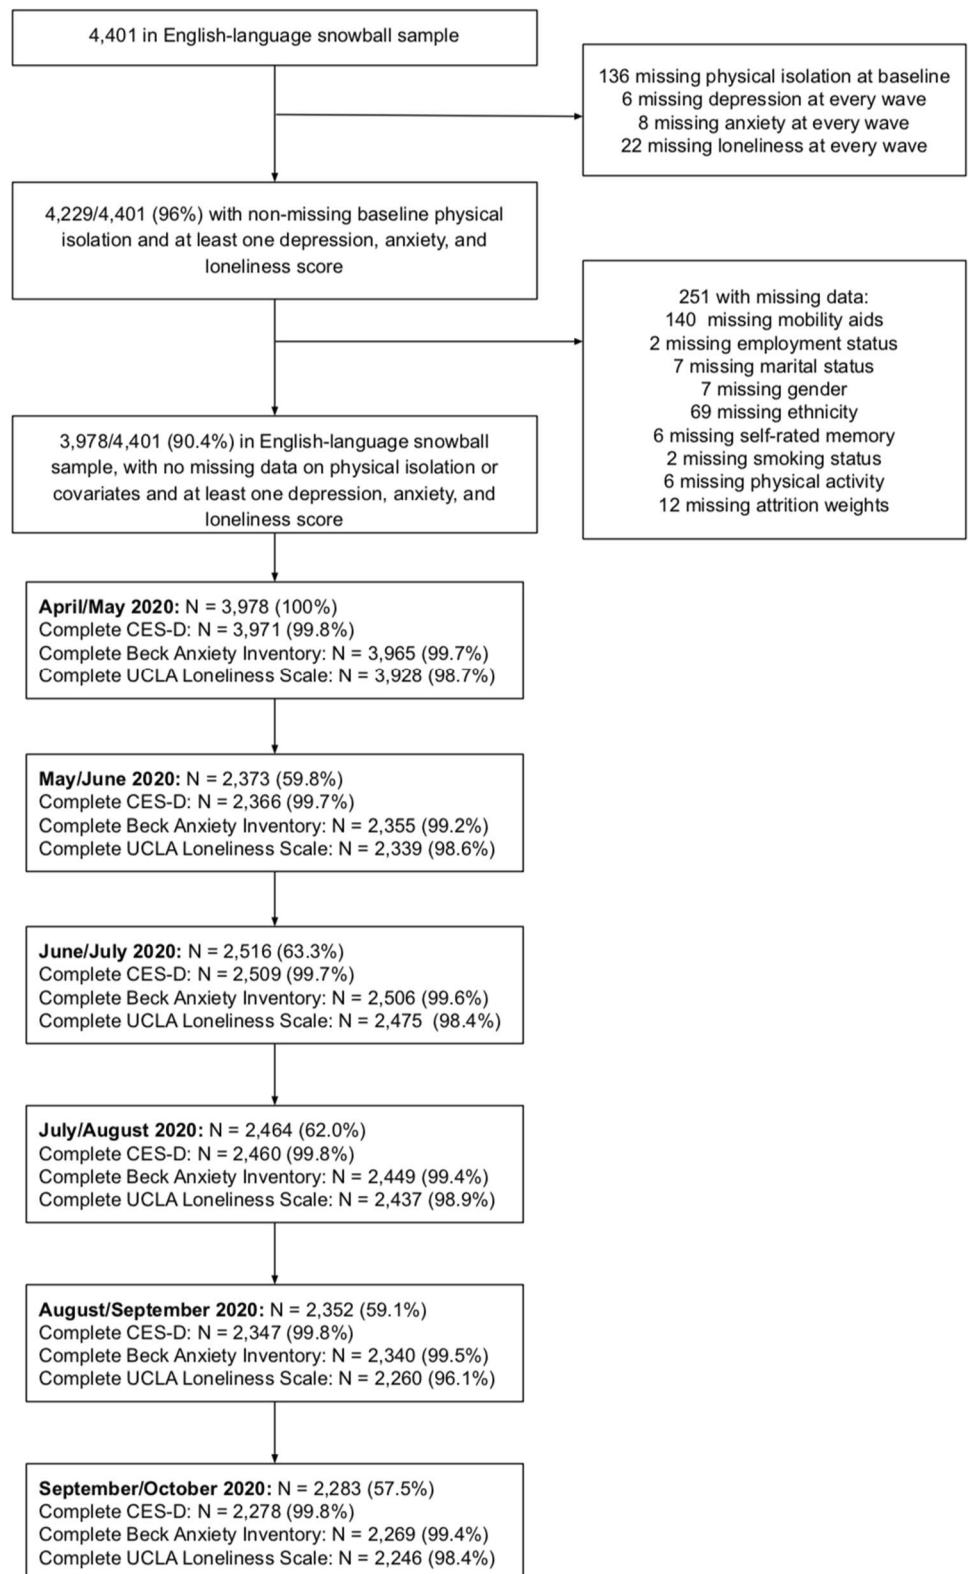 4,401 in English-language snowball sample
136 missing physical isolation at baseline
6 missing depression at every wave
8 missing anxiety at every wave
22 missing loneliness at every wave
4,229/4,401 (96%) with non-missing baseline physical
isolation and at least one depression, anxiety, and
loneliness score
251 with missing data:
140 missing mobility aids
2 missing employment status
7 missing marital status
7 missing gender
69 missing ethnicity
6 missing self-rated memory
2 missing smoking status
6 missing physical activity
12 missing attrition weights
3,978/4,401 (90.4%) in English-language snowball
sample, with no missing data on physical isolation or
covariates and at least one depression, anxiety, and
loneliness score
April/May 2020: N = 3,978 (100%)
Complete CES-D: N = 3,971 (99.8%)
Complete Beck Anxiety Inventory: N = 3,965 (99.7%)
Complete UCLA Loneliness Scale: N = 3,928 (98.7%)
May/June 2020: N = 2,373 (59.8%)
Complete CES-D: N = 2,366 (99.7%)
Complete Beck Anxiety Inventory: N = 2,355 (99.2%)
Complete UCLA Loneliness Scale: N = 2,339 (98.6%)
June/July 2020: N = 2,516 (63.3%)
Complete CES-D: N = 2,509 (99.7%)
Complete Beck Anxiety Inventory: N = 2,506 (99.6%)
Complete UCLA Loneliness Scale: N = 2,475 (98.4%)
July/August 2020: N = 2,464 (62.0%)
Complete CES-D: N = 2,460 (99.8%)
Complete Beck Anxiety Inventory: N = 2,449 (99.4%)
Complete UCLA Loneliness Scale: N = 2,437 (98.9%)
August/September 2020: N = 2,352 (59.1%)
Complete CES-D: N = 2,347 (99.8%)
Complete Beck Anxiety Inventory: N = 2,340 (99.5%)
Complete UCLA Loneliness Scale: N = 2,260 (96.1%)
September/October 2020: N = 2,283 (57.5%)
Complete CES-D: N = 2,278 (99.8%)
Complete Beck Anxiety Inventory: N = 2,269 (99.4%)
Complete UCLA Loneliness Scale: N = 2,246 (98.4%)